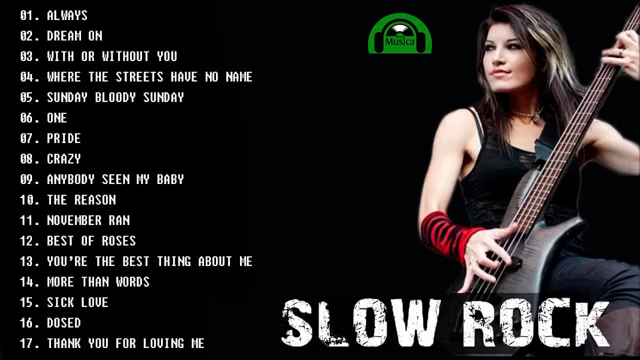 01. ALWAYS
02. DREAM ON
03. WITH OR WITHOUT YOU
04. WHERE THE STREETS HAVE NO NAME
05. SUNDAY BLOODY SUNDAY
06. ONE
07. PRIDE
08. CRAZY
09. ANYBODY SEEN MY BABY
10. THE REASON
11. NOVEMBER RAN
12. BEST OF ROSES
13. YOU'RE THE BEST THING ABOUT ME
14. MORE THAN WORDS
15. SICK LOVE
16. DOSED
17. THANK YOU FOR LOVING ME
Musica
SLOW ROCK